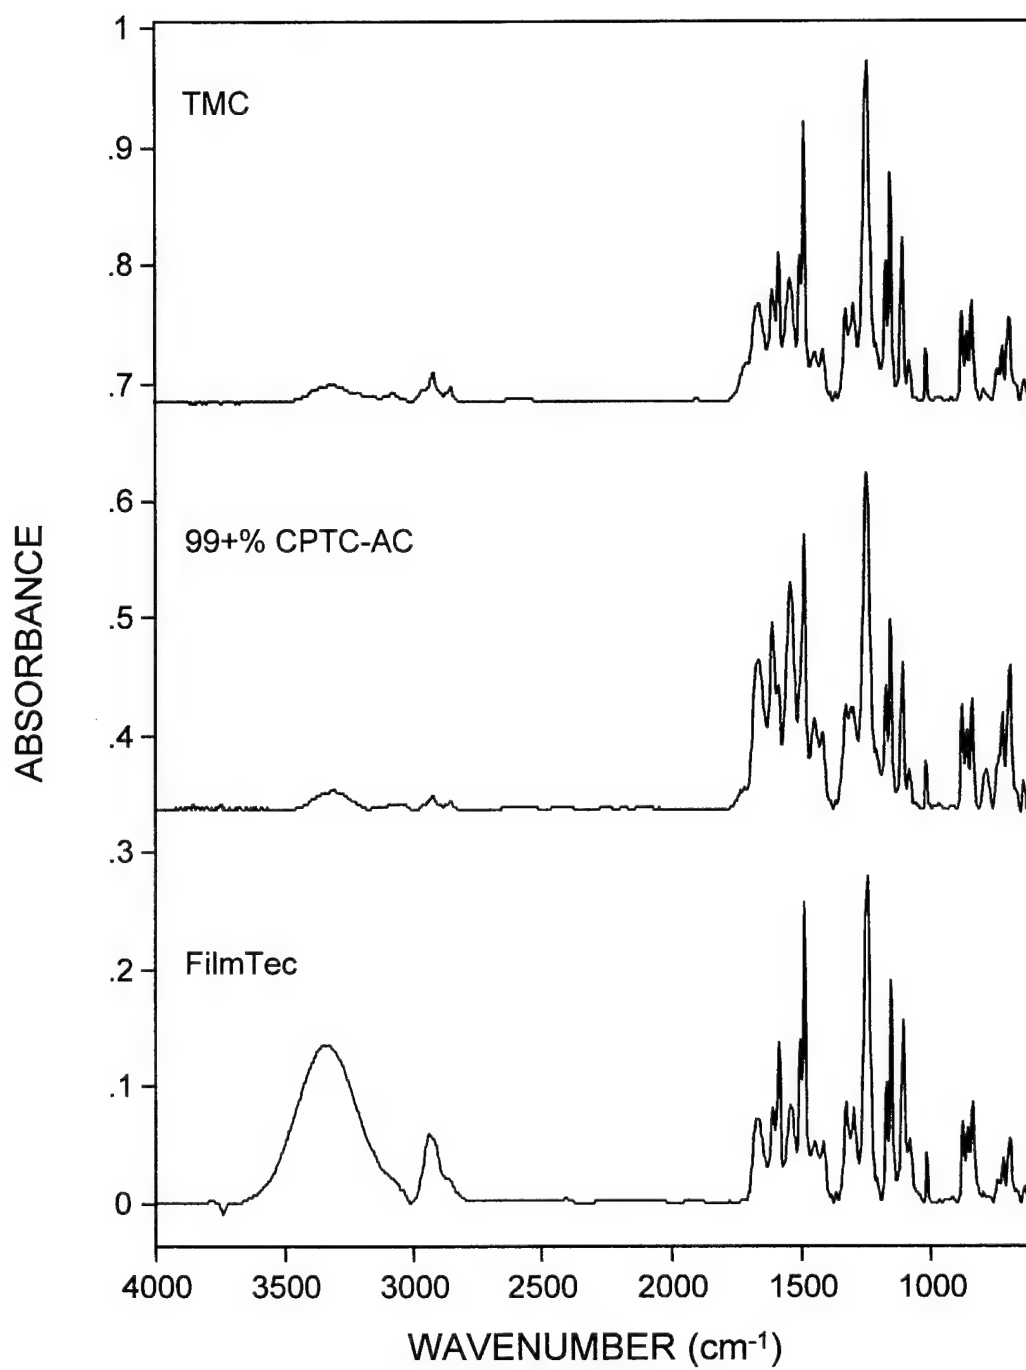 1
TMC
.9
.8
.7
.6
99+% CPTC-AC
.5
.4
.3
FilmTec
.2
.1
0
ABSORBANCE
4000 3500 3000 2500 2000 1500 1000
WAVENUMBER (cm-1)